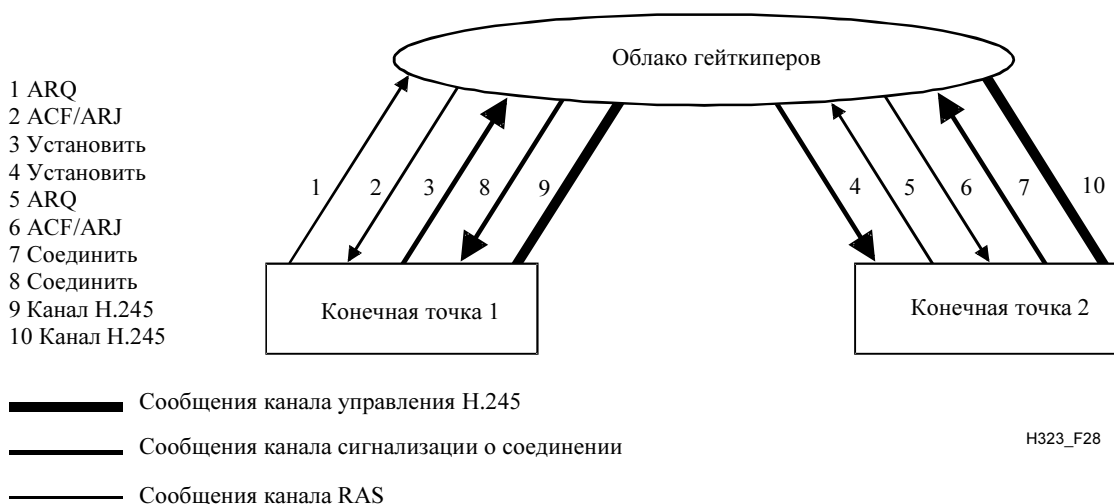 Облако гейткиперов
1 ARQ
2 ACF/ARJ
3 Установить
4 Установить
5 ARQ
6 ACF/ARJ
7 Соединить
8 Соединить
9 Канал H.245
10 Канал H.245
1 2 3 8 9 4 5 6 7 10
Конечная точка 1
Конечная точка 2
Сообщения канала управления H.245
Сообщения канала сигнализации о соединении
H323_F28
Сообщения канала RAS